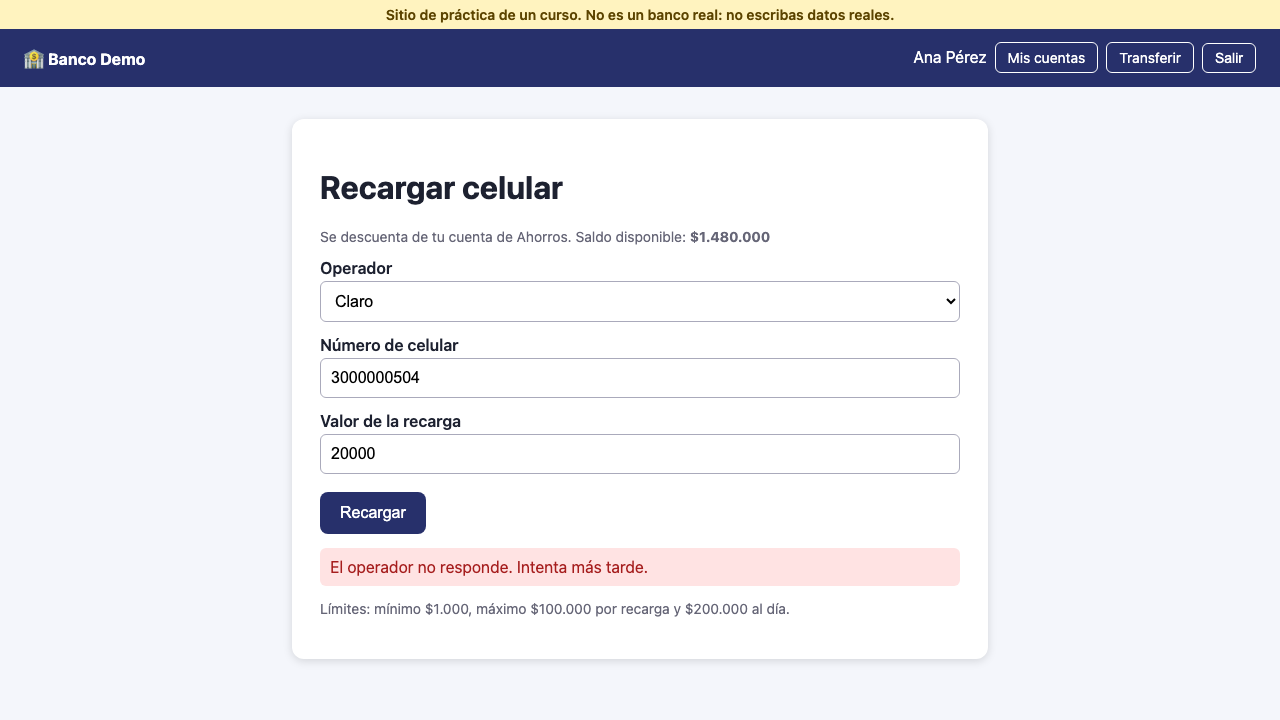 Sitio de práctica de un curso. No es un banco real: no escribas datos reales.
Banco Demo
Ana Pérez
Mis cuentas
Transferir
Salir
Recargar celular
Se descuenta de tu cuenta de Ahorros. Saldo disponible: $1.480.000
Operador
Claro
Número de celular
3000000504
Valor de la recarga
20000
Recargar
El operador no responde. Intenta más tarde.
Límites: mínimo $1.000, máximo $100.000 por recarga y $200.000 al día.